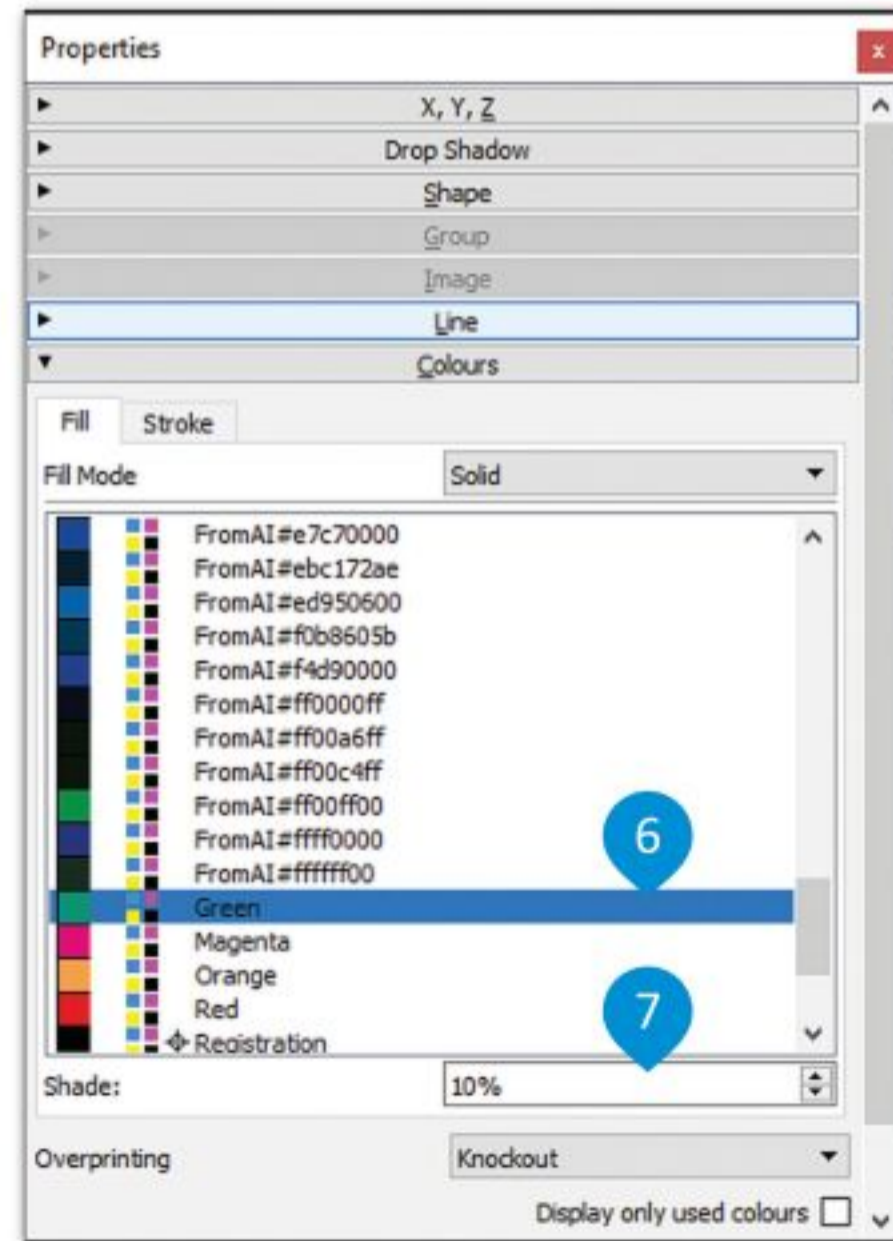 Properties
x
X, Y, Z
Drop Shadow
Shape
Group
Image
Line
Colours
Fill Stroke
Fill Mode Solid
FromAI#e7c70000
FromAI#ebc172ae
FromAI#ed950600
FromAI#f0b8605b
FromAI#f4d90000
FromAI#ff0000ff
FromAI#ff00a6ff
FromAI#ff00c4ff
FromAI#ff00ff00
FromAI#ffff0000
6
FromAI#ffffff00
Green
Magenta
Orange
Red
7
Registration
Shade: 10%
Overprinting Knockout
Display only used colours